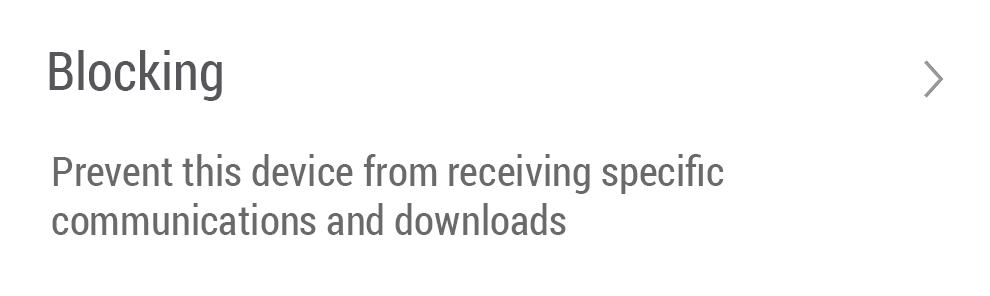 Blocking
Prevent this device from receiving specific
communications and downloads